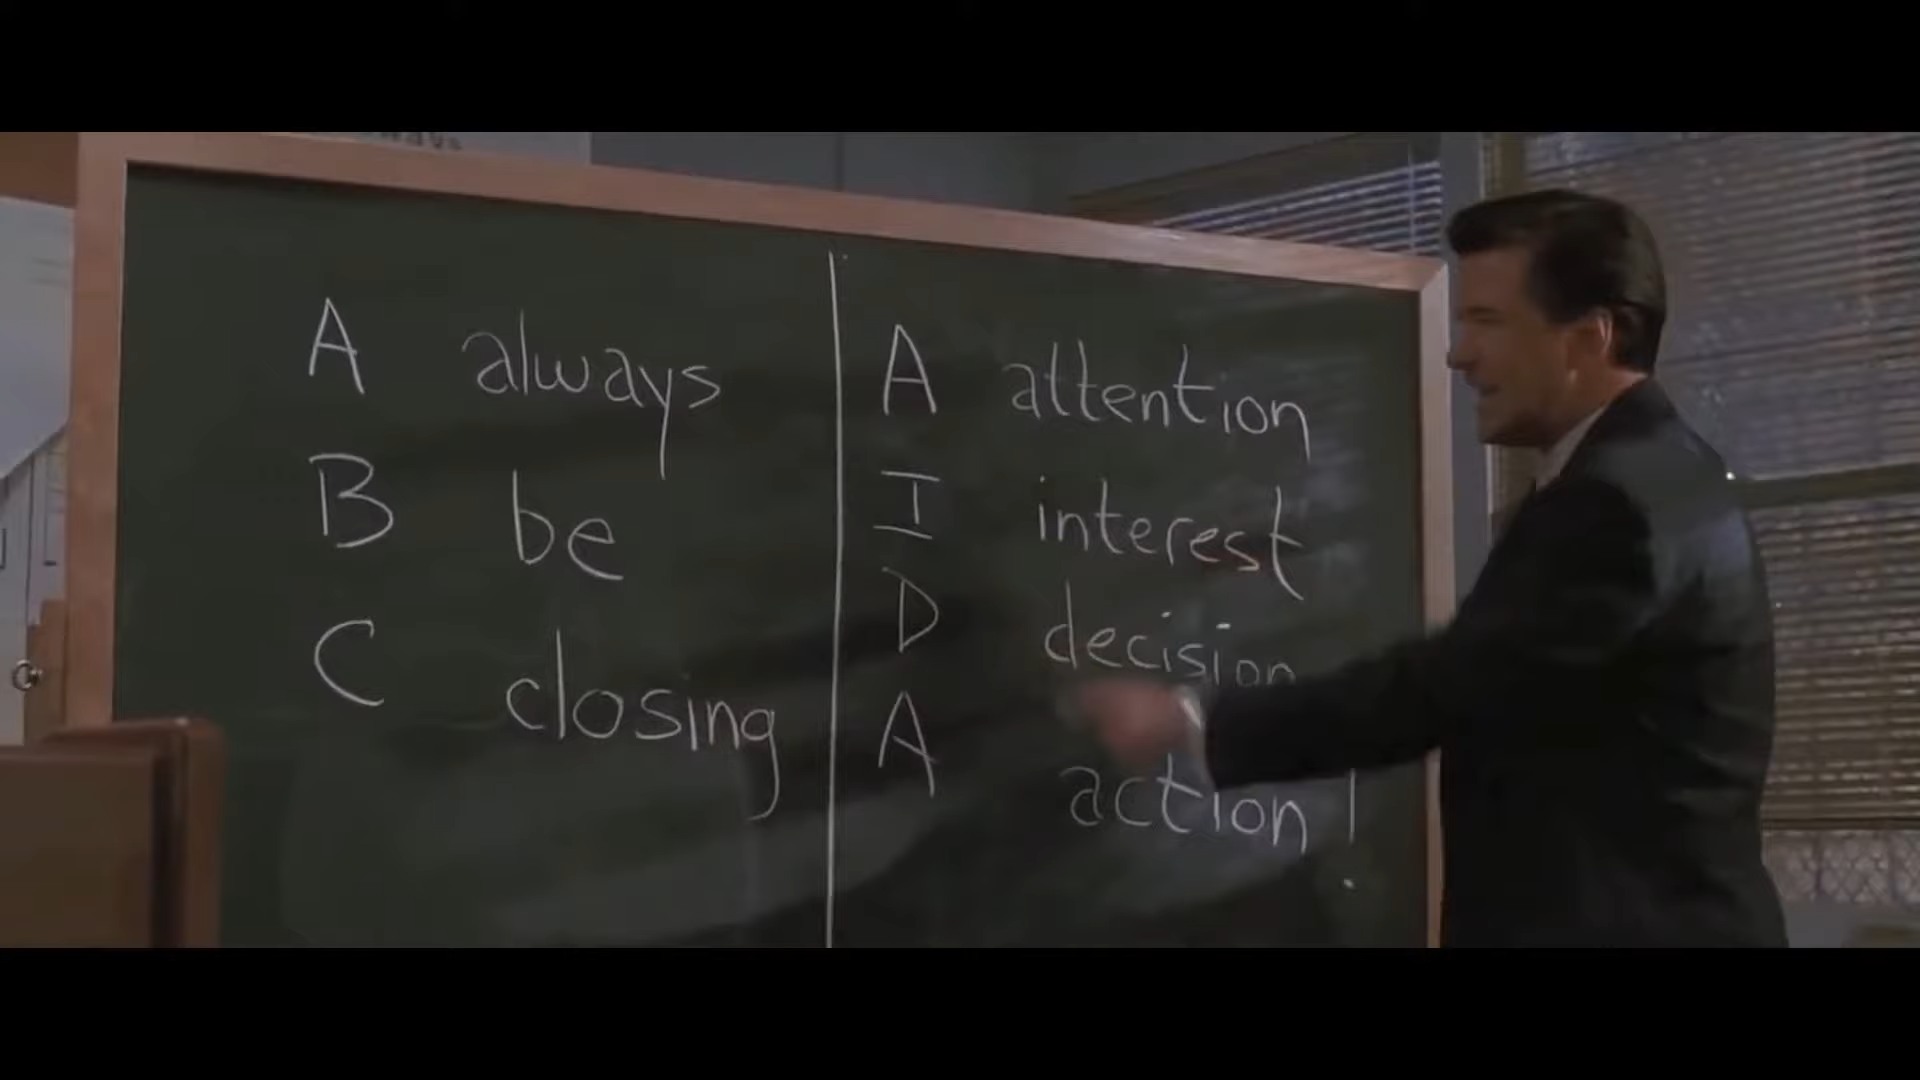 A always
B be
C closing
A attention
I interest
D decision
A action!